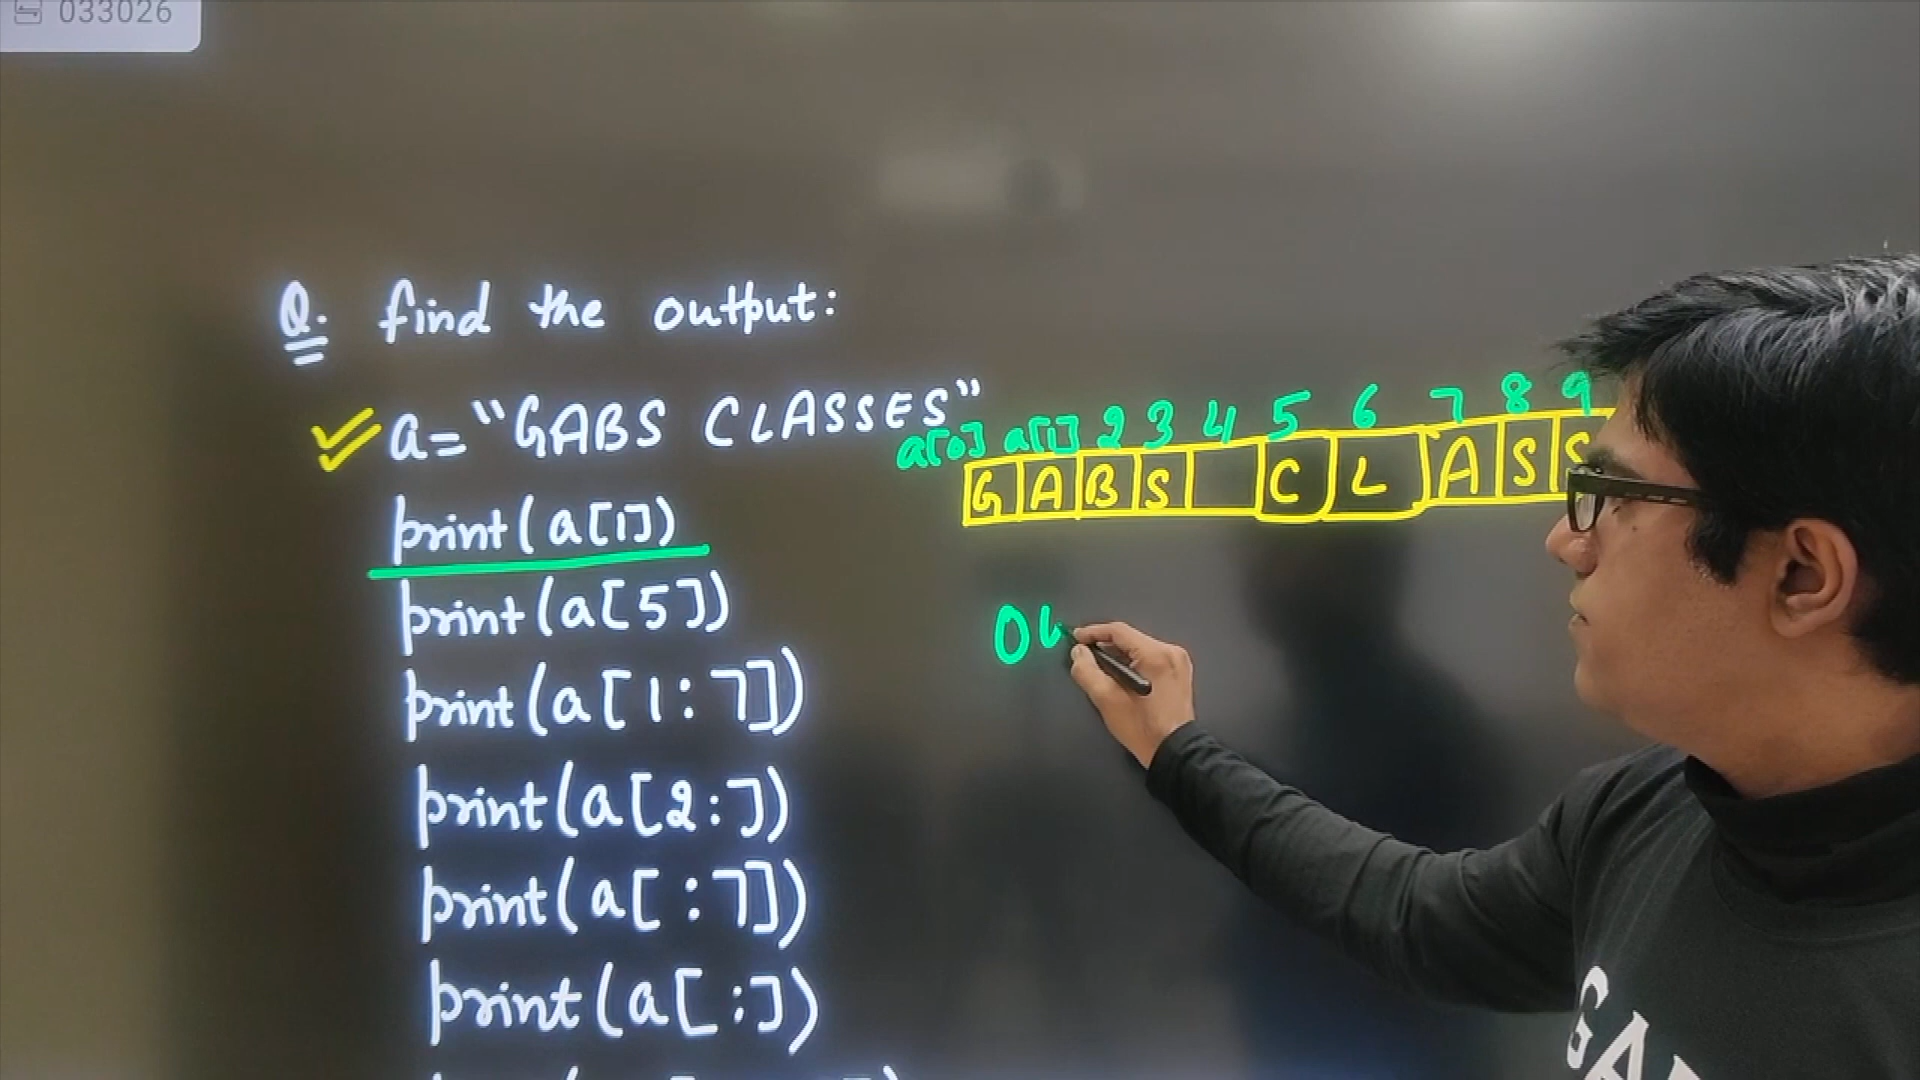 033026
Q. find the output:
a= "GABS CLASSES"
a[0] a[1] 2 3 4 5 6 7 8 9
G A B S C L A S S
print(a[1])
print(a[5])
print(a[1:7])
print(a[2:])
print(a[:7])
print(a[:])